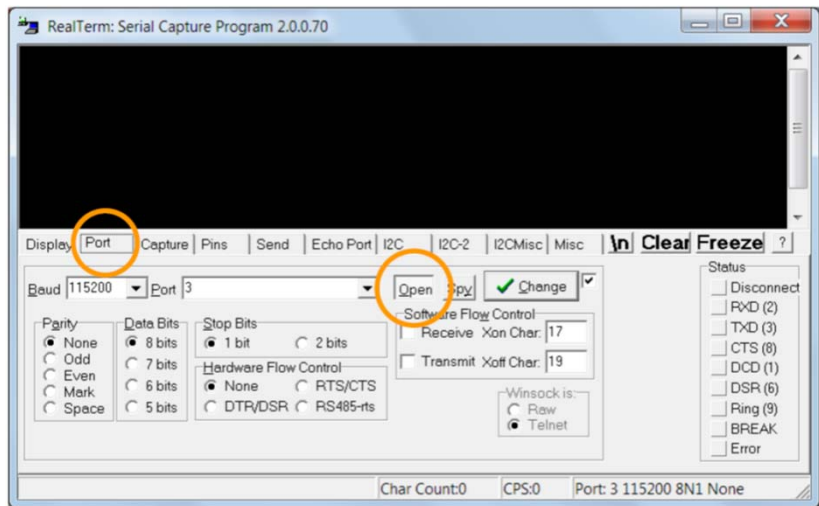 RealTerm: Serial Capture Program 2.0.0.70
Display Port Capture Pins Send Echo Port I2C I2C-2 I2CMisc Misc \n Clear Freeze ?
Baud 115200 Port 3 Open Spy Change
Status
Disconnect
RXD (2)
TXD (3)
CTS (8)
DCD (1)
DSR (6)
Ring (9)
BREAK
Error
Parity
None
Odd
Even
Mark
Space
Data Bits
8 bits
7 bits
6 bits
5 bits
Stop Bits
1 bit 2 bits
Hardware Flow Control
None RTS/CTS
DTR/DSR RS485-rts
Software Flow Control
Receive Xon Char: 17
Transmit Xoff Char: 19
Winsock is:
Raw
Telnet
Char Count:0 CPS:0 Port: 3 115200 8N1 None